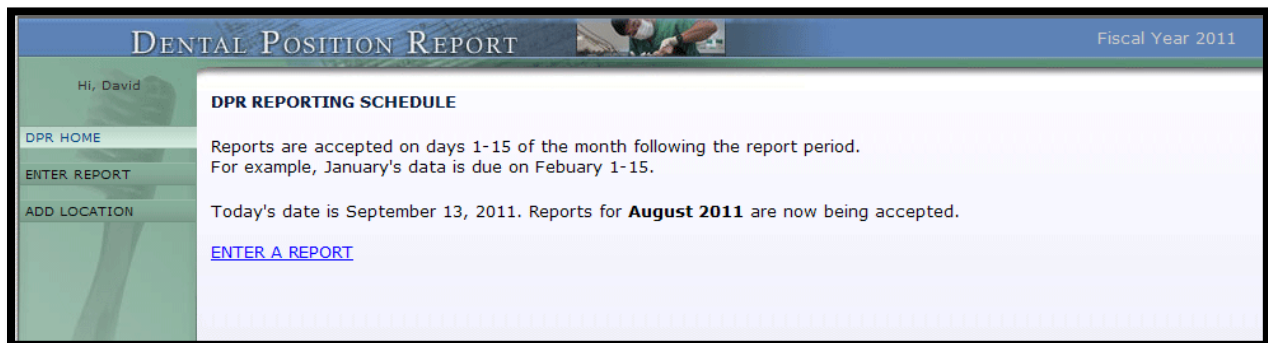 DENTAL POSITION REPORT
Fiscal Year 2011
Hi, David
DPR HOME
ENTER REPORT
ADD LOCATION
DPR REPORTING SCHEDULE
Reports are accepted on days 1-15 of the month following the report period.
For example, January's data is due on Febuary 1-15.
Today's date is September 13, 2011. Reports for August 2011 are now being accepted.
ENTER A REPORT